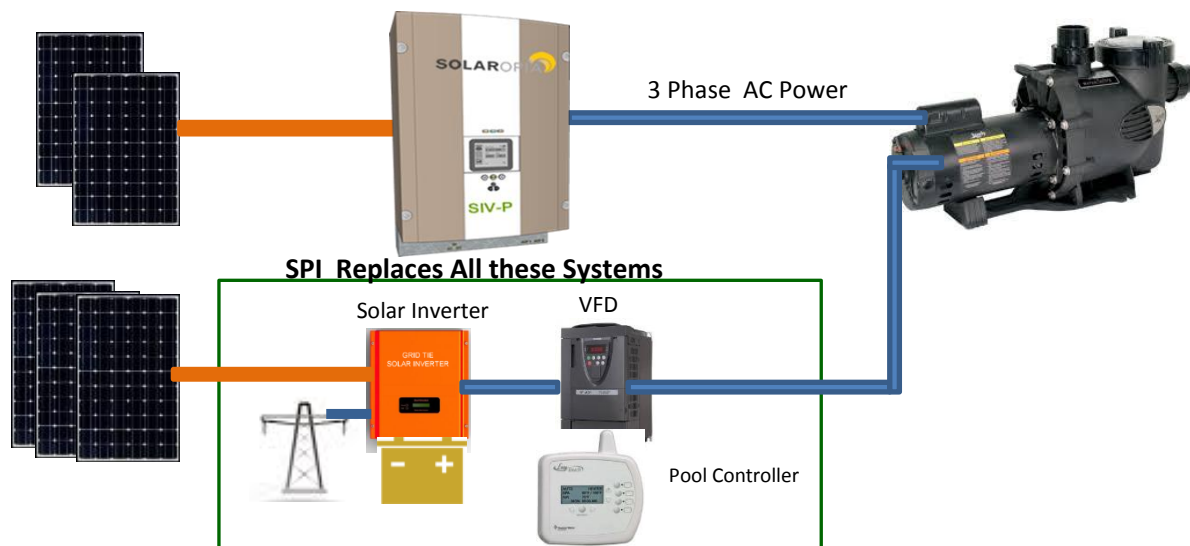 SOLAROPIA
3 Phase AC Power
SIV-P
SPI Replaces All these Systems
Solar Inverter
VFD
GRID TIE
SOLAR INVERTER
Pool Controller